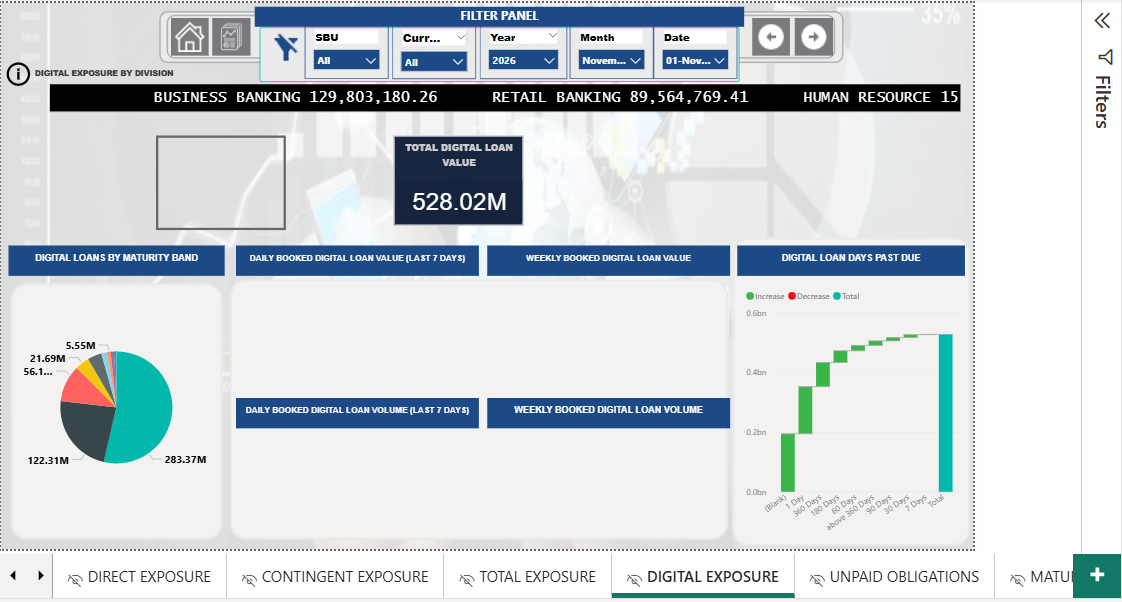 35%
FILTER PANEL
SBU
All
Curr...
All
Year
2026
Month
Novem...
Date
01-Nov...
Filters
DIGITAL EXPOSURE BY DIVISION
BUSINESS BANKING 129,803,180.26 RETAIL BANKING 89,564,769.41 HUMAN RESOURCE 15
TOTAL DIGITAL LOAN
VALUE
528.02M
DIGITAL LOANS BY MATURITY BAND
DAILY BOOKED DIGITAL LOAN VALUE (LAST 7 DAYS)
WEEKLY BOOKED DIGITAL LOAN VALUE
DIGITAL LOAN DAYS PAST DUE
5.55M
21.69M
56.1...
122.31M
283.37M
DAILY BOOKED DIGITAL LOAN VOLUME (LAST 7 DAYS)
WEEKLY BOOKED DIGITAL LOAN VOLUME
Increase Decrease Total
0.6bn
0.4bn
0.2bn
0.0bn
(Blank)
1 Day
360 Days
180 Days
60 Days
above 360 Days
90 Days
30 Days
7 Days
Total
DIRECT EXPOSURE
CONTINGENT EXPOSURE
TOTAL EXPOSURE
DIGITAL EXPOSURE
UNPAID OBLIGATIONS
MATU